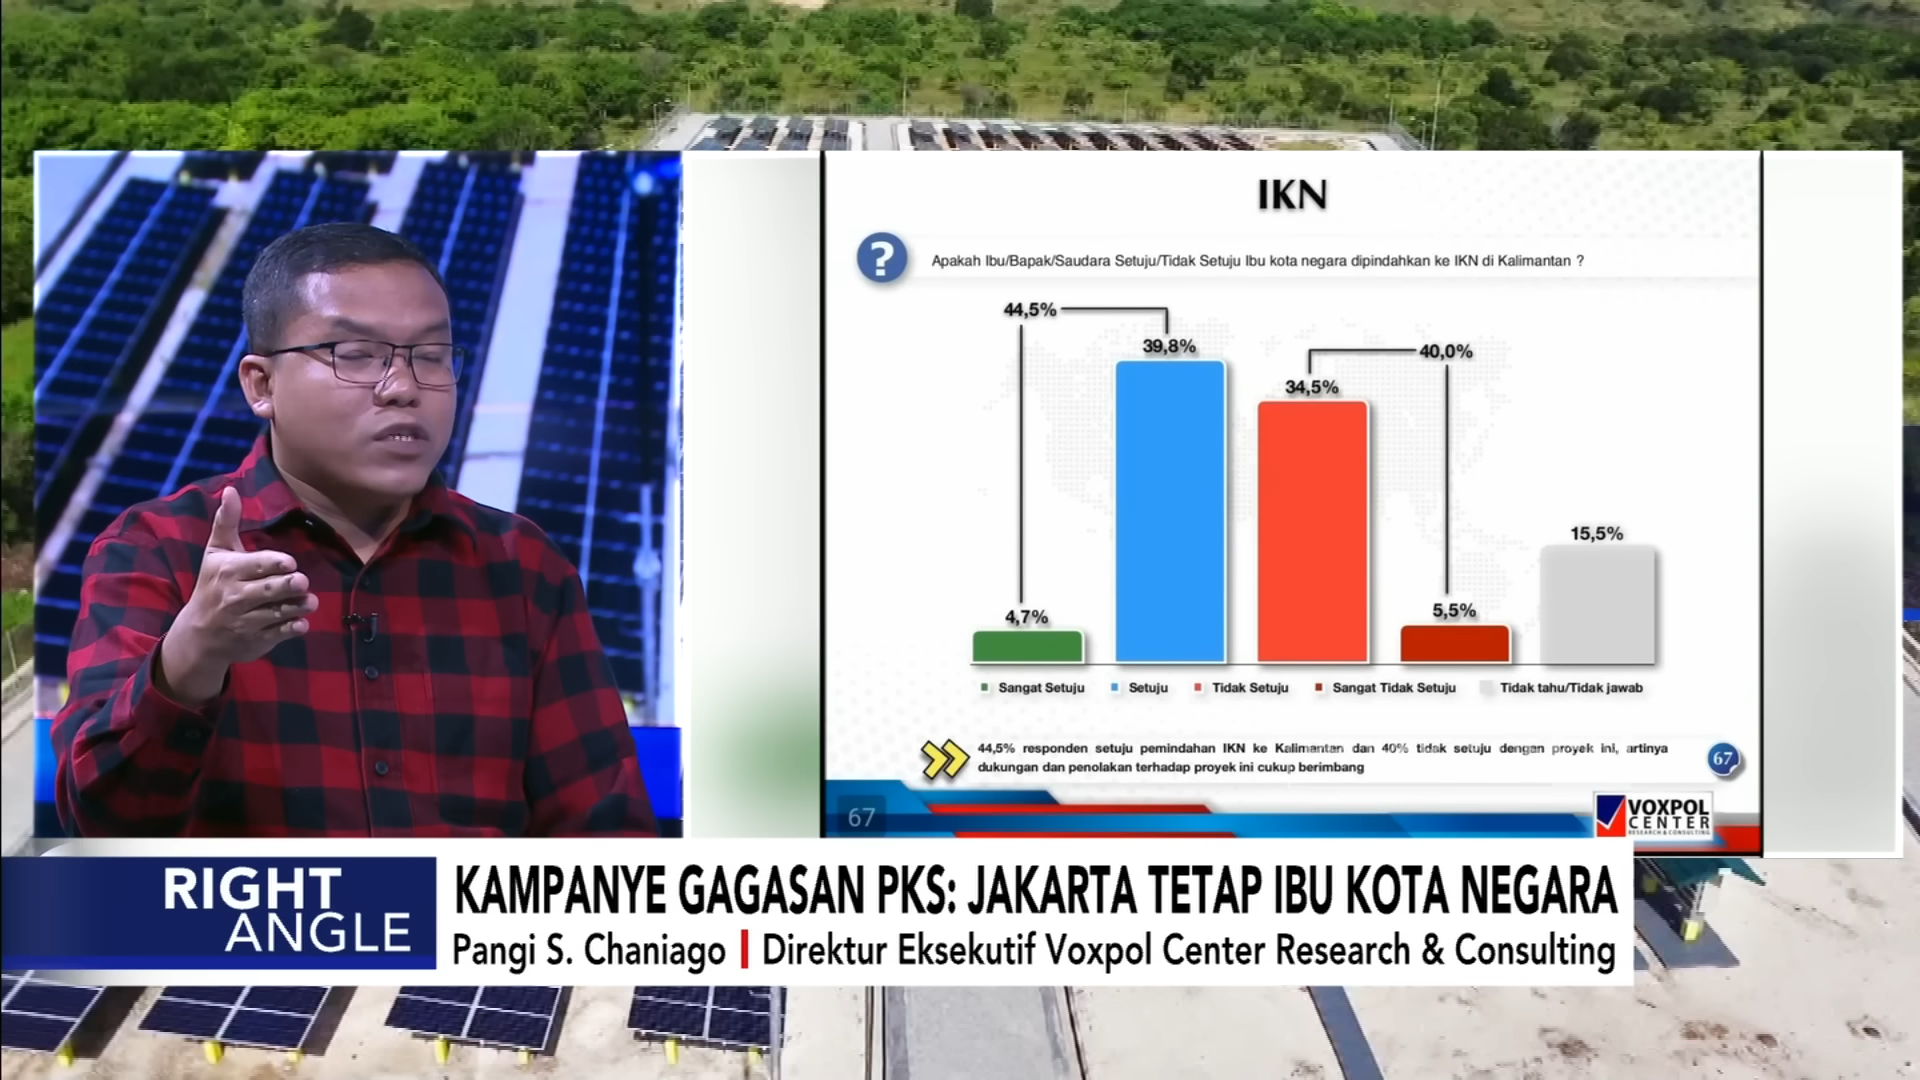 IKN
?
Apakah Ibu/Bapak/Saudara Setuju/Tidak Setuju Ibu kota negara dipindahkan ke IKN di Kalimantan ?
44,5%
39,8%
40,0%
34,5%
15,5%
4,7%
5,5%
Sangat Setuju
Setuju
Tidak Setuju
Sangat Tidak Setuju
Tidak tahu/Tidak jawab
44,5% responden setuju pemindahan IKN ke Kalimantan dan 40% tidak setuju dengan proyek ini, artinya
dukungan dan penolakan terhadap proyek ini cukup berimbang
67
67
VOXPOL
CENTER
RESEARCH & CONSULTING
RIGHT
ANGLE
KAMPANYE GAGASAN PKS: JAKARTA TETAP IBU KOTA NEGARA
Pangi S. Chaniago | Direktur Eksekutif Voxpol Center Research & Consulting